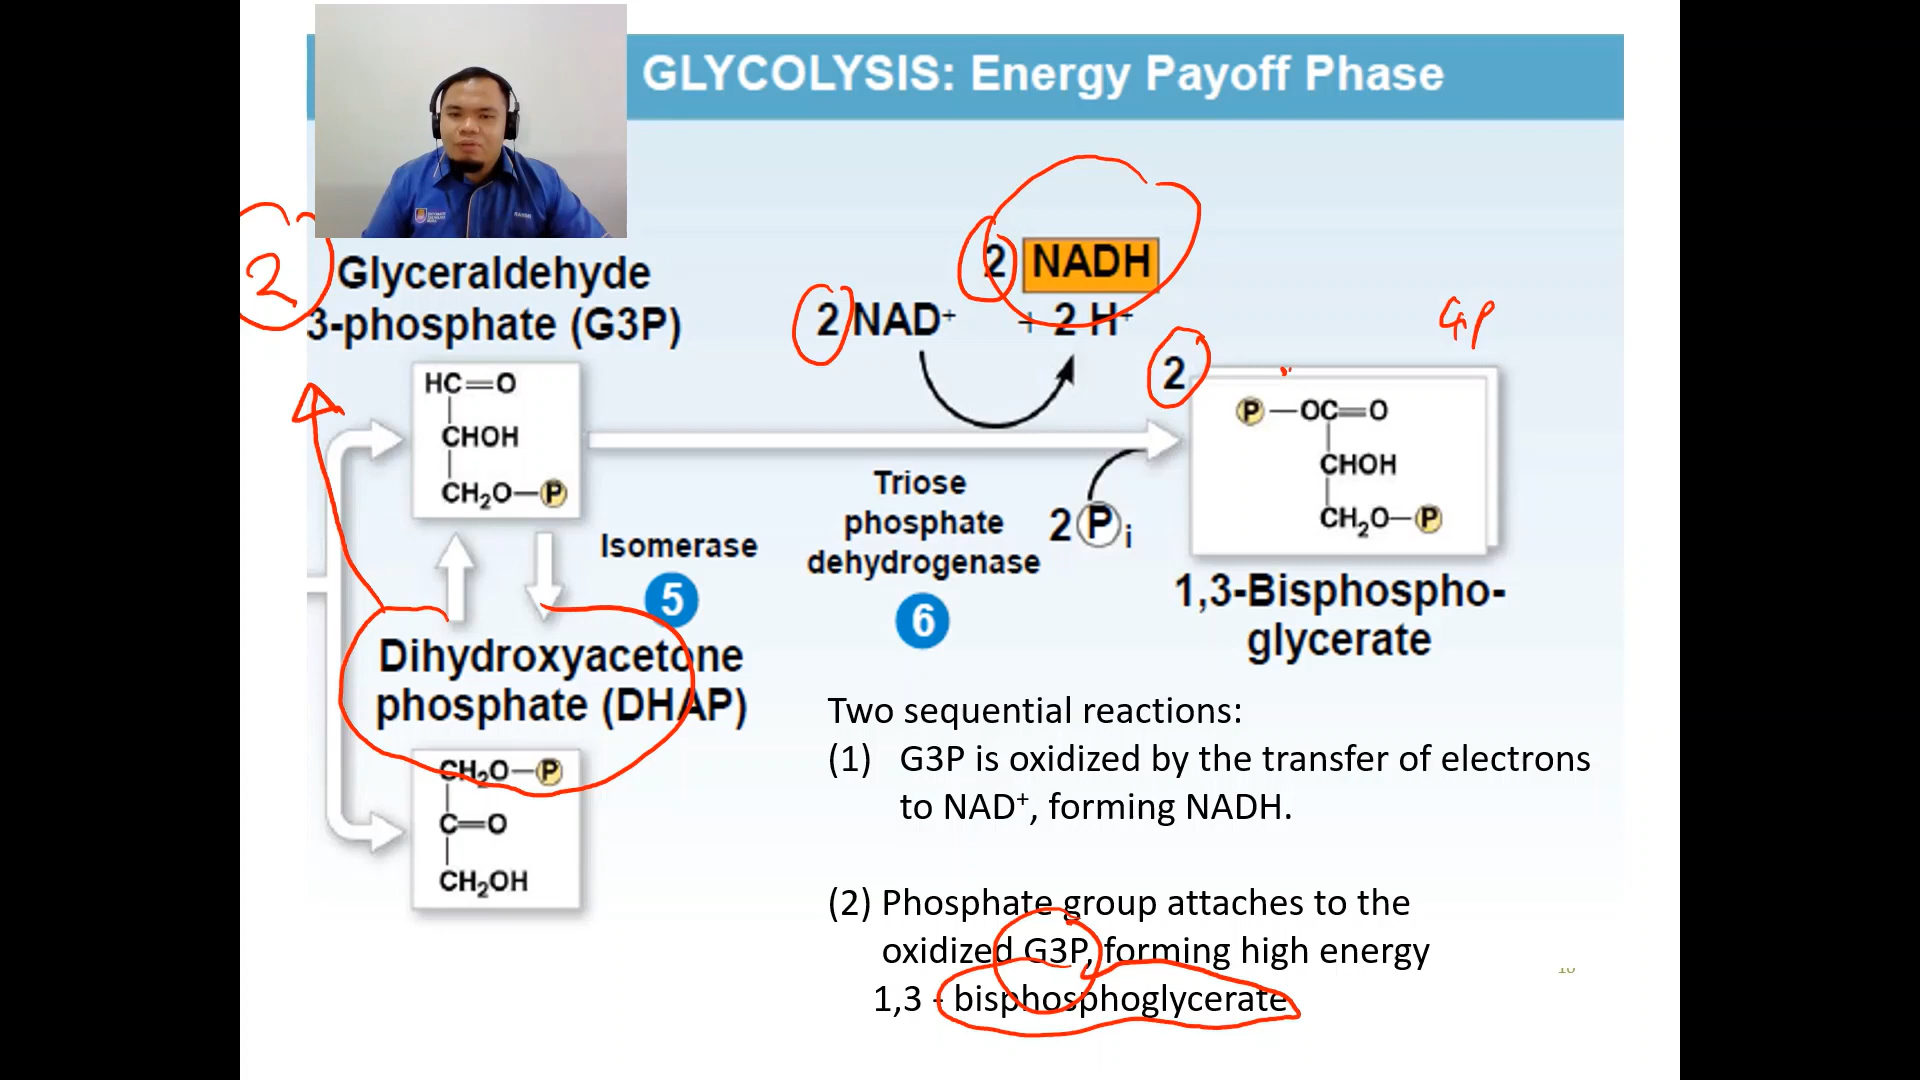 GLYCOLYSIS: Energy Payoff Phase
2
Glyceraldehyde
3-phosphate (G3P)
HC=O
CHOH
CH₂O—P
2 NAD⁺
2 NADH
+ 2 H⁺
GP
2
P—OC=O
CHOH
CH₂O—P
1,3-Bisphospho-
glycerate
Triose
phosphate
dehydrogenase
6
2 P i
Isomerase
5
Dihydroxyacetone
phosphate (DHAP)
CH₂O—P
C=O
CH₂OH
Two sequential reactions:
(1) G3P is oxidized by the transfer of electrons
to NAD⁺, forming NADH.
(2) Phosphate group attaches to the
oxidized G3P, forming high energy
1,3 - bisphosphoglycerate